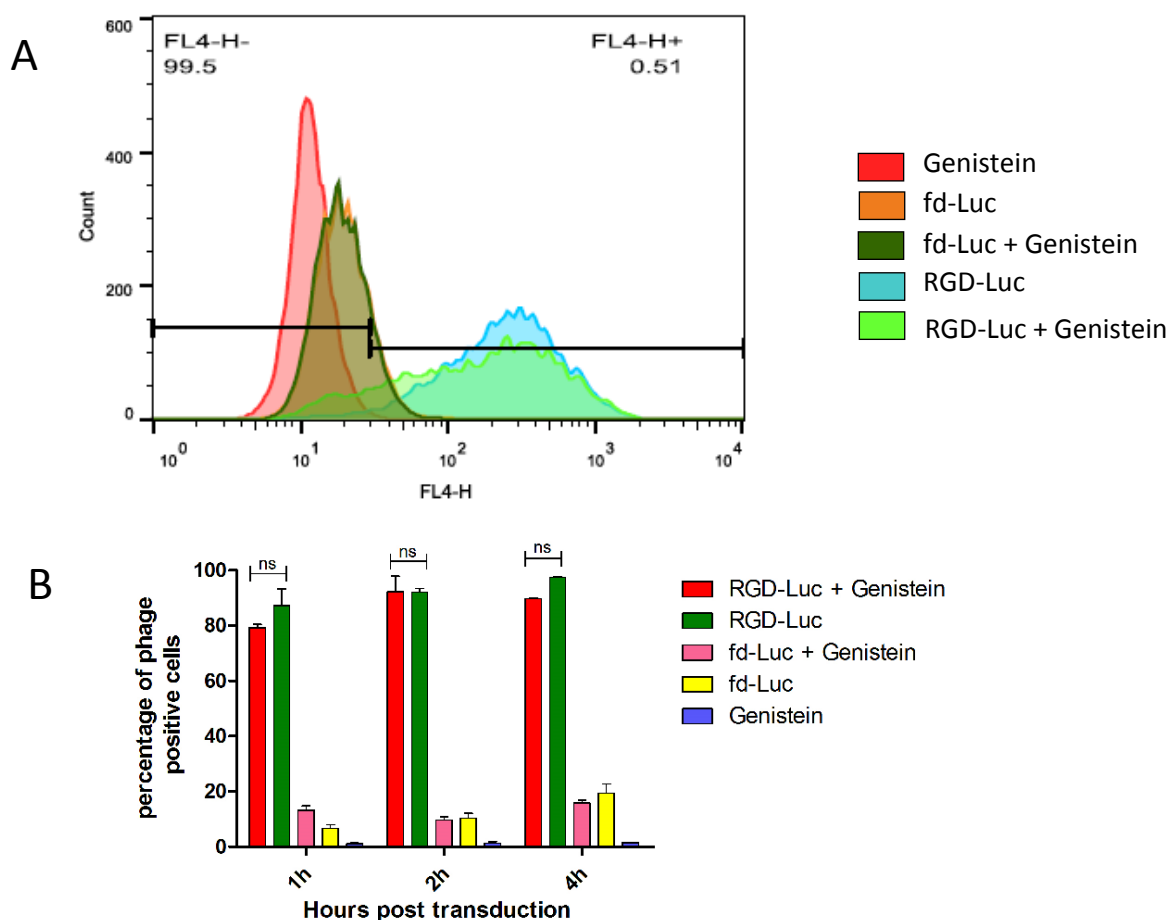 A
600
400
200
0
Count
FL4-H-
99.5
FL4-H+
0.51
10^0 10^1 10^2 10^3 10^4
FL4-H
Genistein
fd-Luc
fd-Luc + Genistein
RGD-Luc
RGD-Luc + Genistein
B
percentage of phage
positive cells
100
80
60
40
20
0
ns ns ns
1h 2h 4h
Hours post transduction
RGD-Luc + Genistein
RGD-Luc
fd-Luc + Genistein
fd-Luc
Genistein